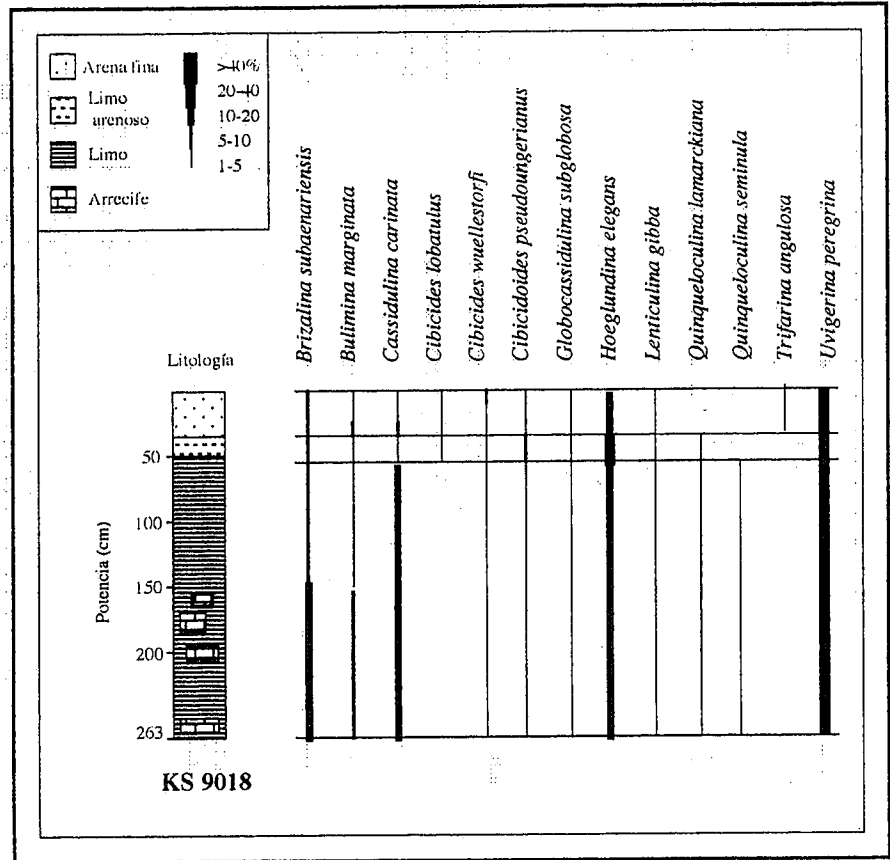 Arena fina
Limo
arenoso
Limo
Arrecife
>40%
20-40
10-20
5-10
1-5
Brizalina subaenariensis
Bulimina marginata
Cassidulina carinata
Cibicides lobatulus
Cibicides wuellestorfi
Cibicidoides pseudoungerianus
Globocassidulina subglobosa
Hoeglundina elegans
Lenticulina gibba
Quinqueloculina lamarckiana
Quinqueloculina seminula
Trifarina angulosa
Uvigerina peregrina
Litología
Potencia (cm)
50
100
150
200
263
KS 9018